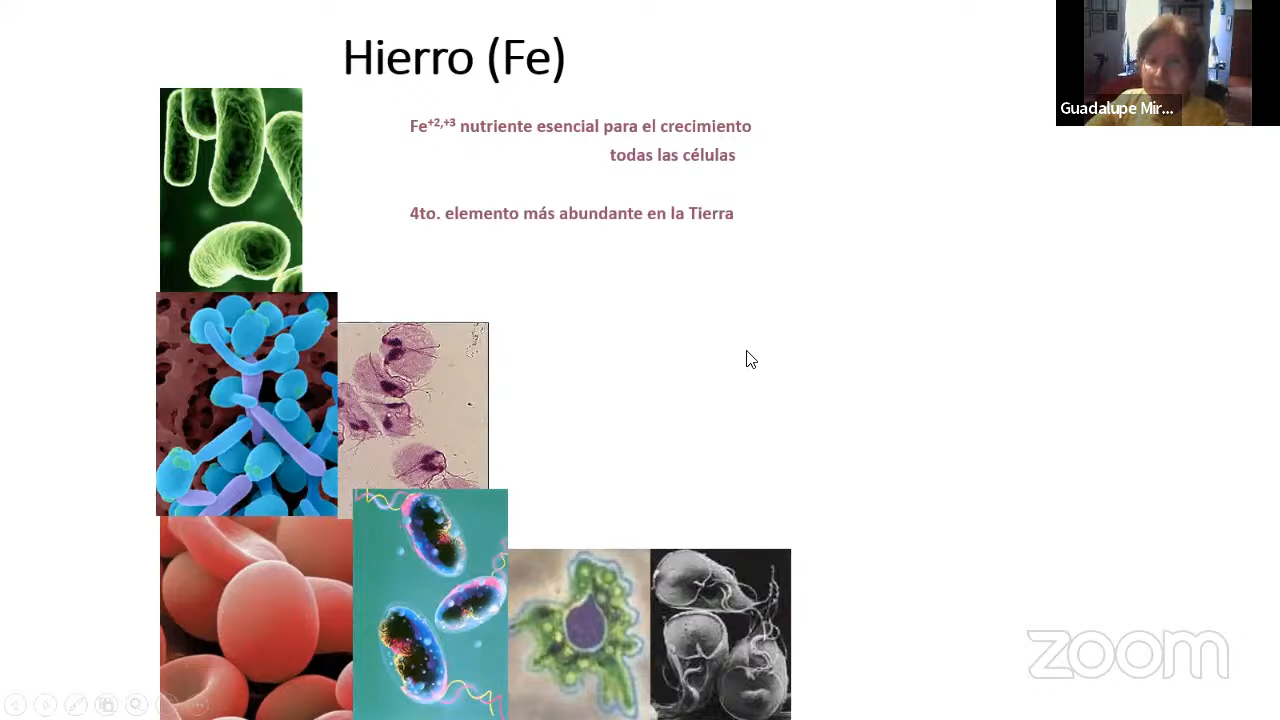 Hierro (Fe)
Fe+2,+3 nutriente esencial para el crecimiento
todas las células
4to. elemento más abundante en la Tierra
Guadalupe Mir...
zoom